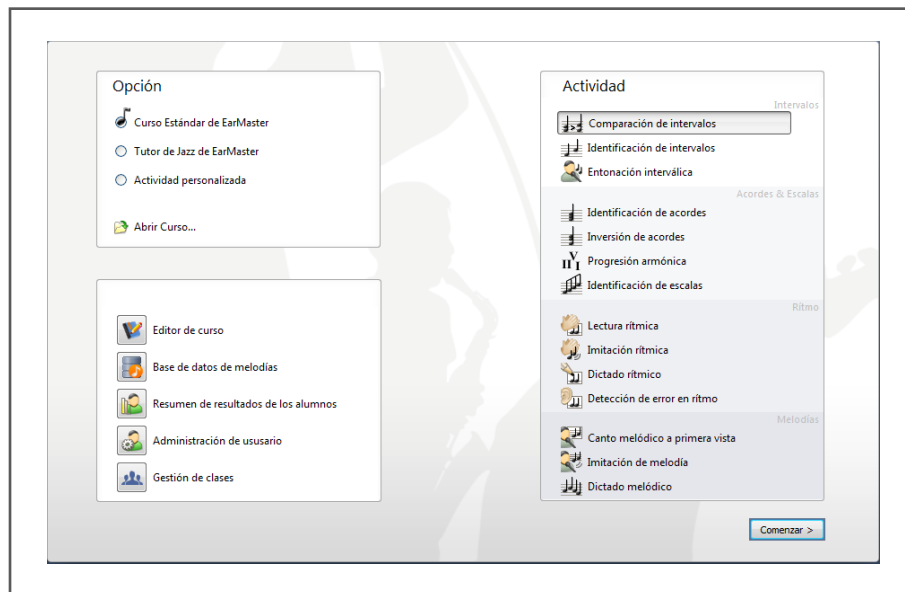 Opción
Curso Estándar de EarMaster
Tutor de Jazz de EarMaster
Actividad personalizada
Abrir Curso...
Editor de curso
Base de datos de melodías
Resumen de resultados de los alumnos
Administración de ususario
Gestión de clases
Actividad
Intervalos
Comparación de intervalos
Identificación de intervalos
Entonación interválica
Acordes & Escalas
Identificación de acordes
Inversión de acordes
II V I Progresión armónica
Identificación de escalas
Rítmo
Lectura rítmica
Imitación rítmica
Dictado rítmico
Detección de error en rítmo
Melodías
Canto melódico a primera vista
Imitación de melodía
Dictado melódico
Comenzar >